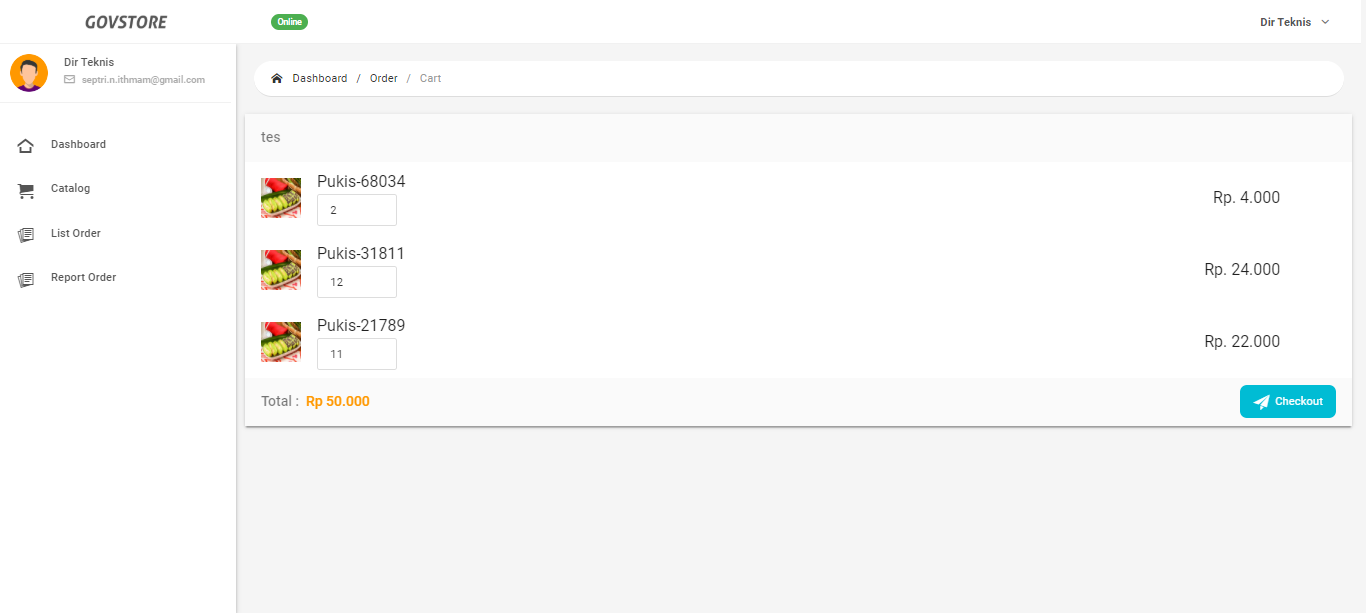 GOVSTORE
Online
Dir Teknis
Dir Teknis
septri.n.ithmam@gmail.com
Dashboard / Order / Cart
Dashboard
Catalog
List Order
Report Order
tes
Pukis-68034
2
Rp. 4.000
Pukis-31811
12
Rp. 24.000
Pukis-21789
11
Rp. 22.000
Total : Rp 50.000
Checkout